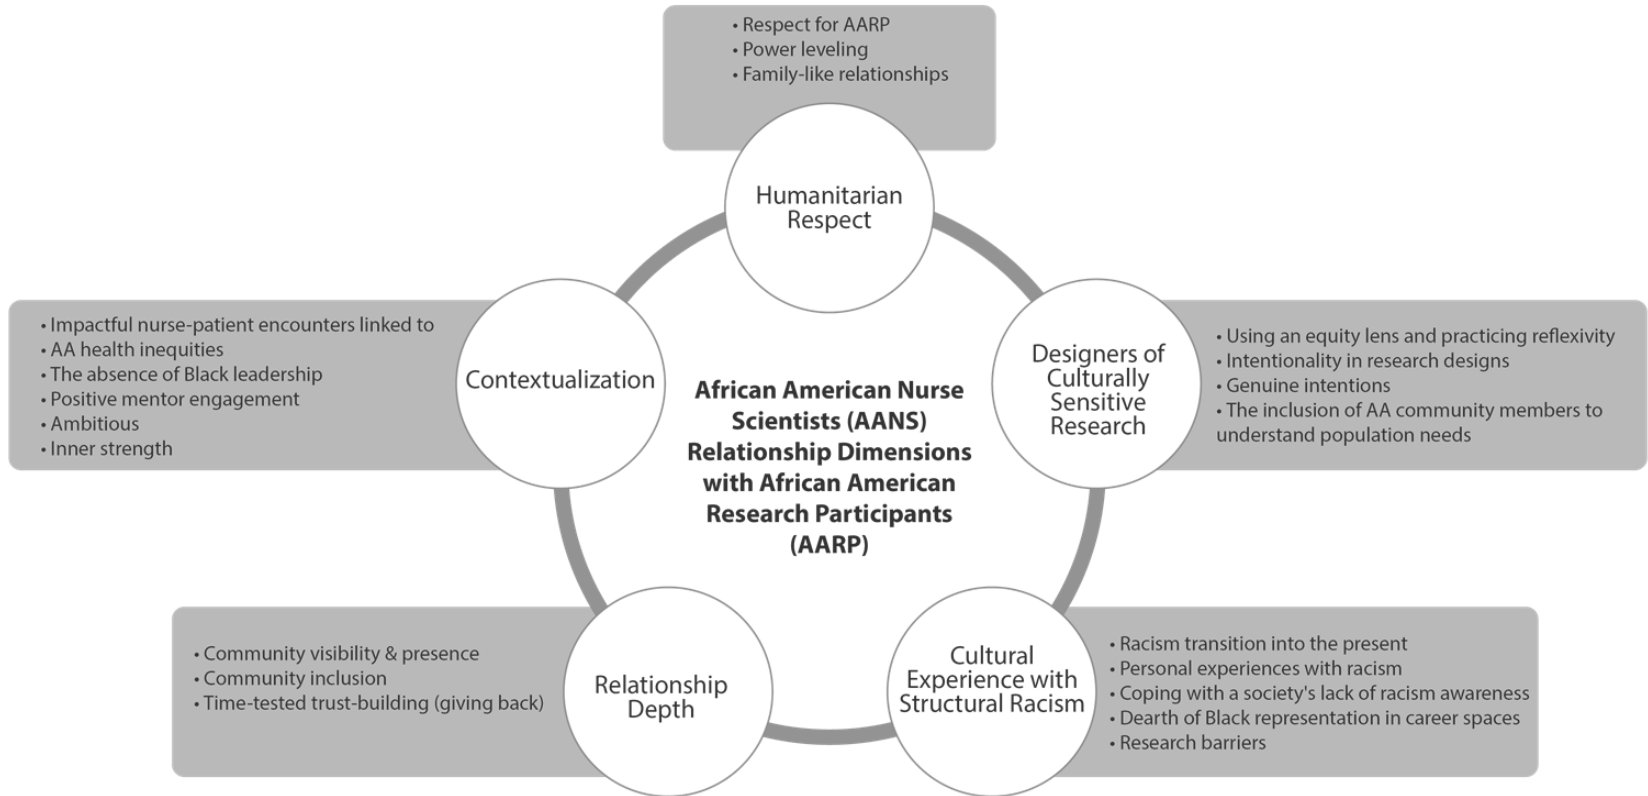 • Respect for AARP
• Power leveling
• Family-like relationships
Humanitarian
Respect
• Impactful nurse-patient encounters linked to
• AA health inequities
• The absence of Black leadership
• Positive mentor engagement
• Ambitious
• Inner strength
Contextualization
African American Nurse
Scientists (AANS)
Relationship Dimensions
with African American
Research Participants
(AARP)
Designers of
Culturally
Sensitive
Research
• Using an equity lens and practicing reflexivity
• Intentionality in research designs
• Genuine intentions
• The inclusion of AA community members to
understand population needs
• Community visibility & presence
• Community inclusion
• Time-tested trust-building (giving back)
Relationship
Depth
Cultural
Experience with
Structural Racism
• Racism transition into the present
• Personal experiences with racism
• Coping with a society's lack of racism awareness
• Dearth of Black representation in career spaces
• Research barriers